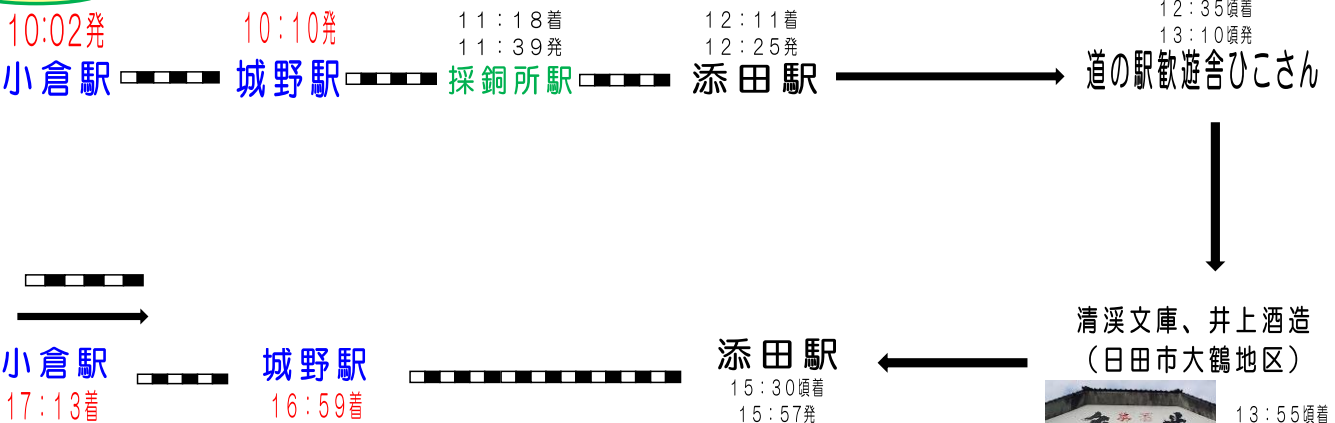 10:02発
小倉駅
10:10発
城野駅
11:18着
11:39発
採銅所駅
12:11着
12:25発
添田駅
12:35頃着
13:10頃発
道の駅歓遊舎ひこさん
清渓文庫、井上酒造
(日田市大鶴地区)
13:55頃着
添田駅
15:30頃着
15:57発
城野駅
16:59着
小倉駅
17:13着